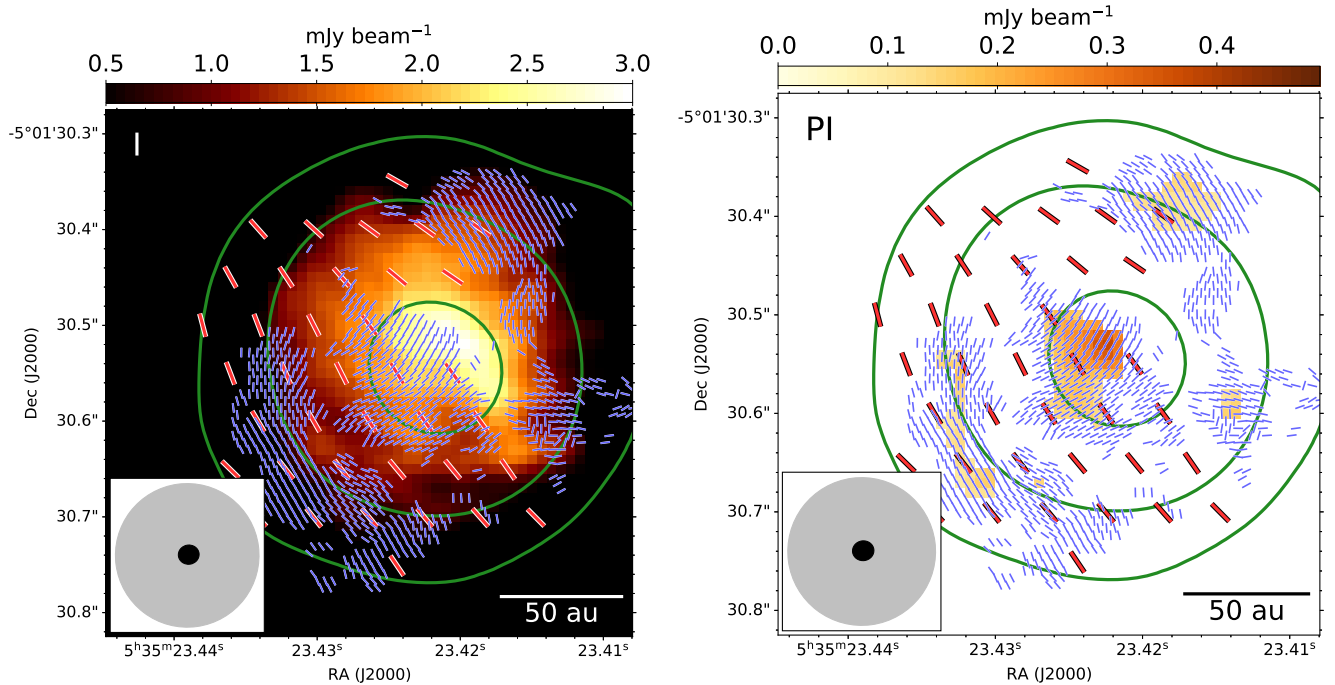 mJy beam⁻¹
0.5 1.0 1.5 2.0 2.5 3.0
I
-5°01'30.3"
30.4"
30.5"
30.6"
30.7"
30.8"
Dec (J2000)
50 au
5ʰ35ᵐ23.44ˢ 23.43ˢ 23.42ˢ 23.41ˢ
RA (J2000)
mJy beam⁻¹
0.0 0.1 0.2 0.3 0.4
PI
-5°01'30.3"
30.4"
30.5"
30.6"
30.7"
30.8"
Dec (J2000)
50 au
5ʰ35ᵐ23.44ˢ 23.43ˢ 23.42ˢ 23.41ˢ
RA (J2000)